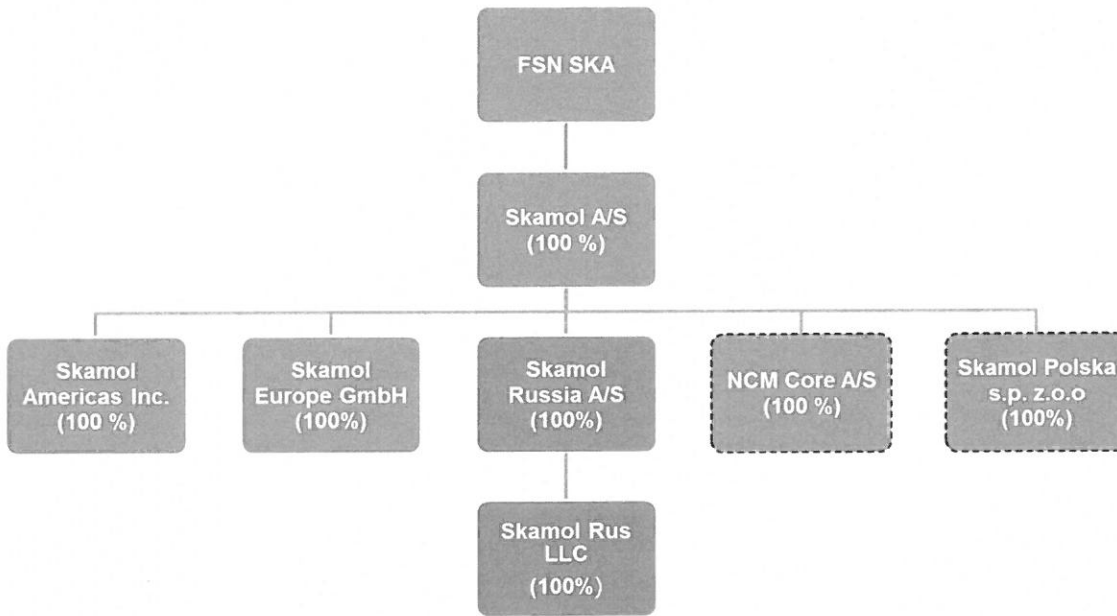 FSN SKA
Skamol A/S
(100 %)
Skamol
Americas Inc.
(100 %)
Skamol
Europe GmbH
(100%)
Skamol
Russia A/S
(100%)
NCM Core A/S
(100 %)
Skamol Polska
s.p. z.o.o
(100%)
Skamol Rus
LLC
(100%)